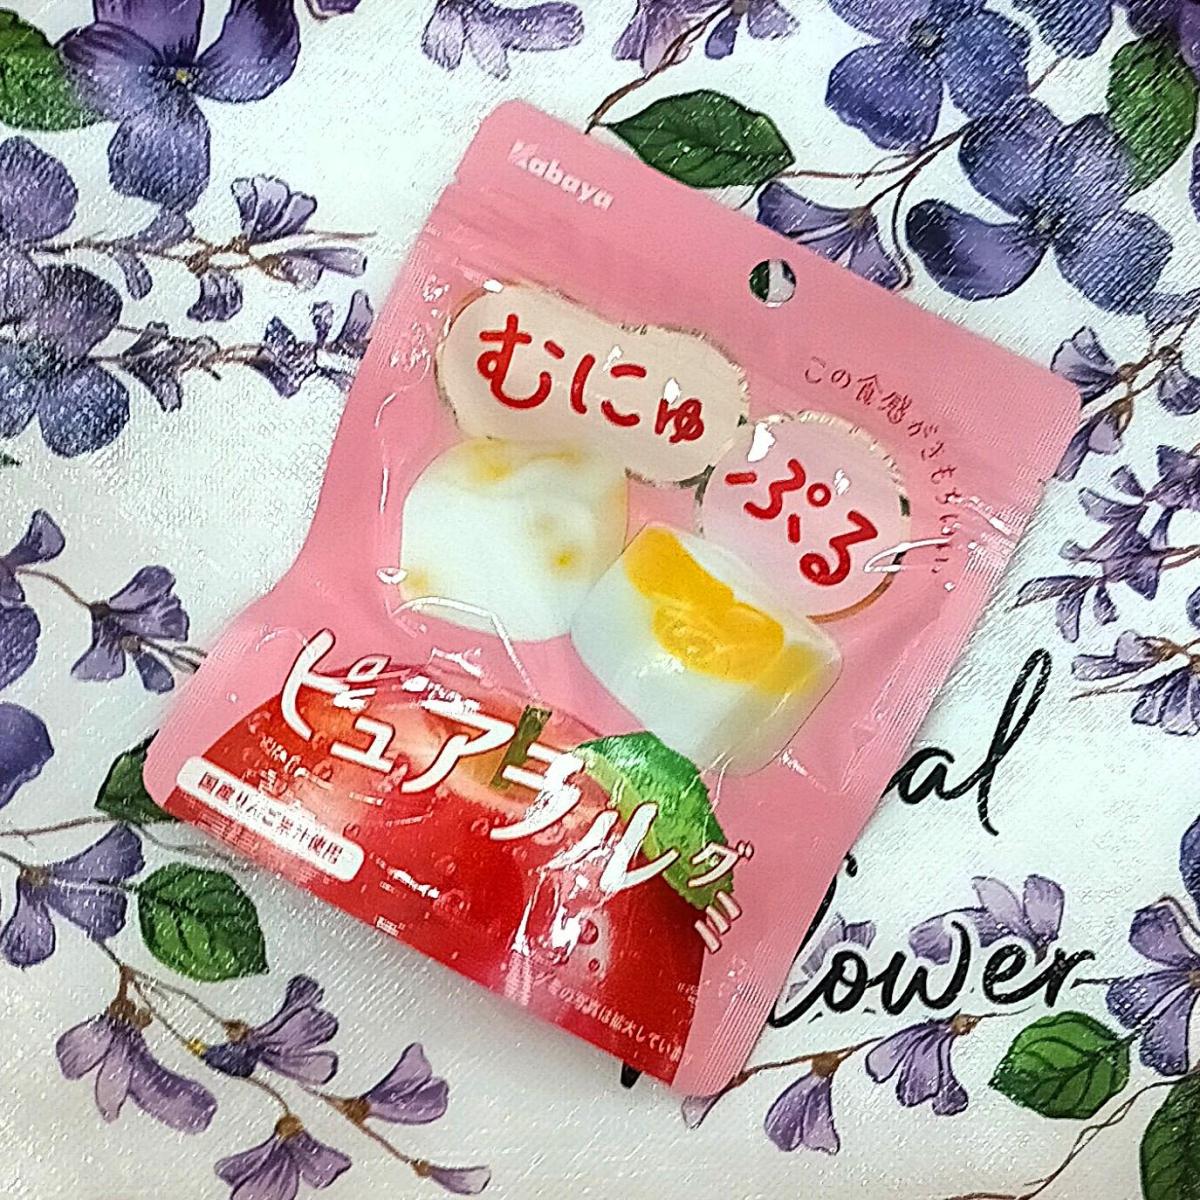 Kabaya
むにゅ
ぷる
この食感がきもちいい
ピュアラルグミ
国産りんご果汁使用
al
lower